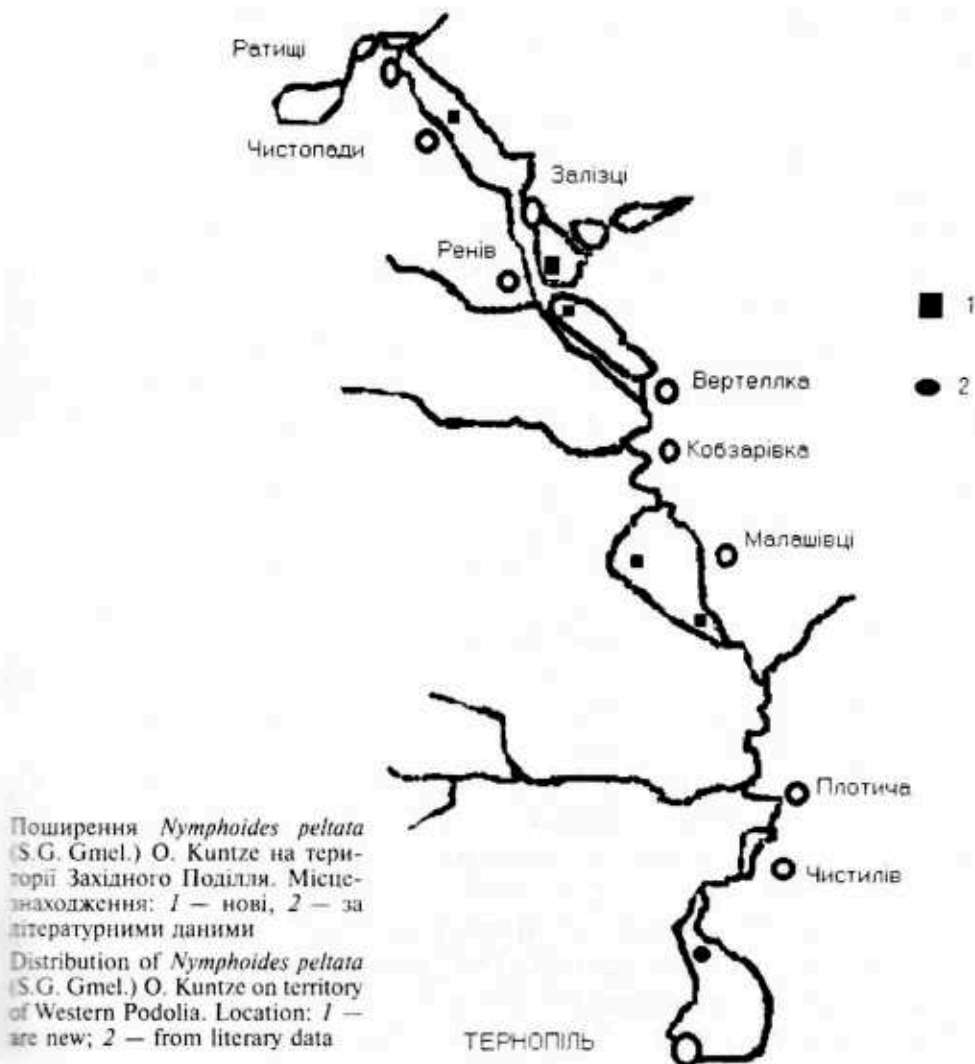 Ратищі
Чистопади
Залізці
Ренів
1
Вертеллка
2
Кобзарівка
Малашівці
Плотича
Чистилів
Поширення Nymphoides peltata
(S.G. Gmel.) O. Kuntze на тери-
торії Західного Поділля. Місце-
знаходження: 1 — нові, 2 — за
літературними даними
Distribution of Nymphoides peltata
(S.G. Gmel.) O. Kuntze on territory
of Western Podolia. Location: 1 —
are new; 2 — from literary data
ТЕРНОПІЛЬ